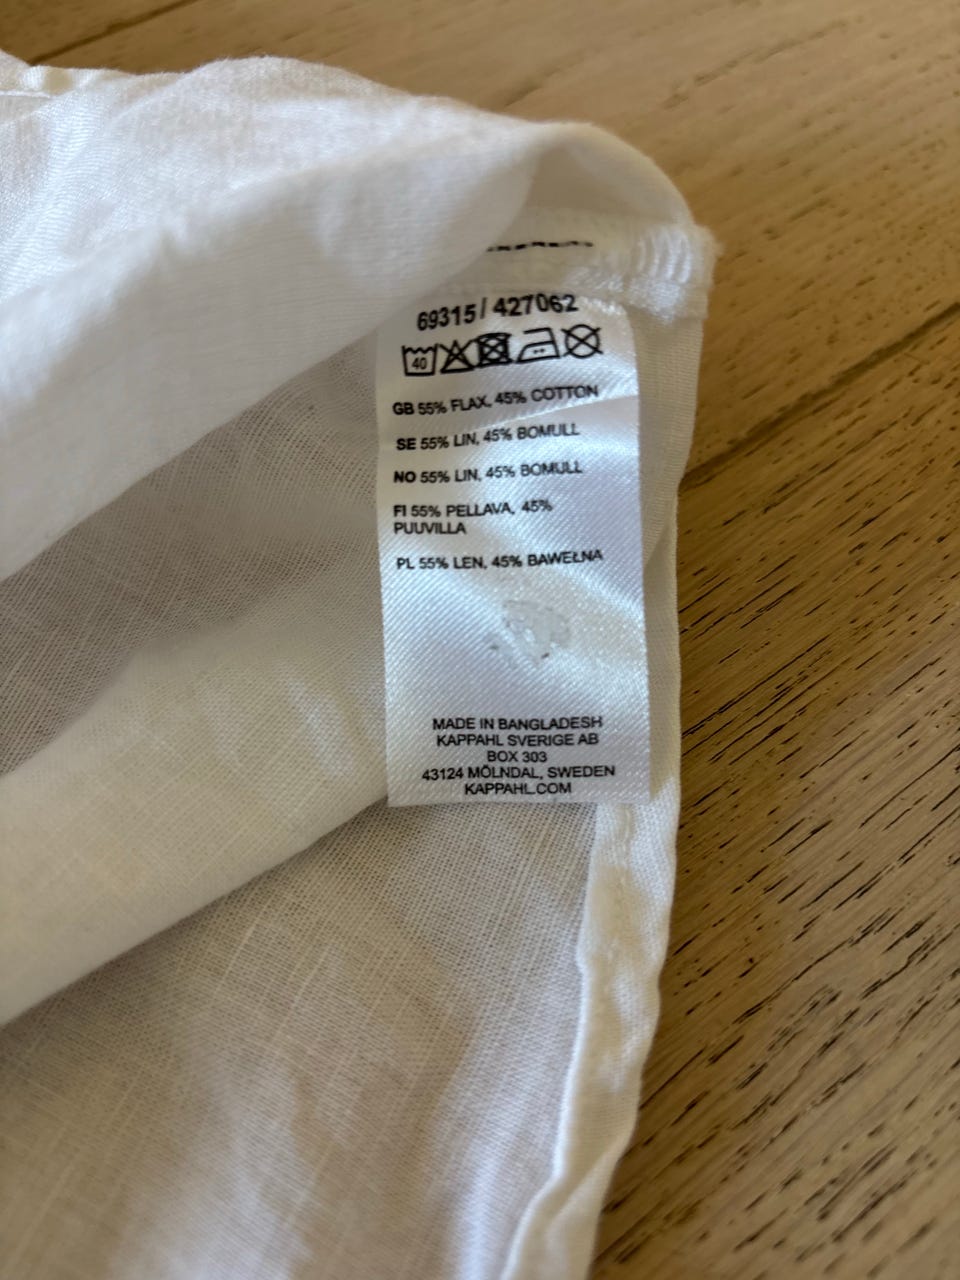 69315/ 427062
40
GB 55% FLAX, 45% COTTON
SE 55% LIN, 45% BOMULL
NO 55% LIN, 45% BOMULL
FI 55% PELLAVA, 45%
PUUVILLA
PL 55% LEN, 45% BAWEŁNA
MADE IN BANGLADESH
KAPPAHL SVERIGE AB
BOX 303
43124 MÖLNDAL, SWEDEN
KAPPAHL.COM